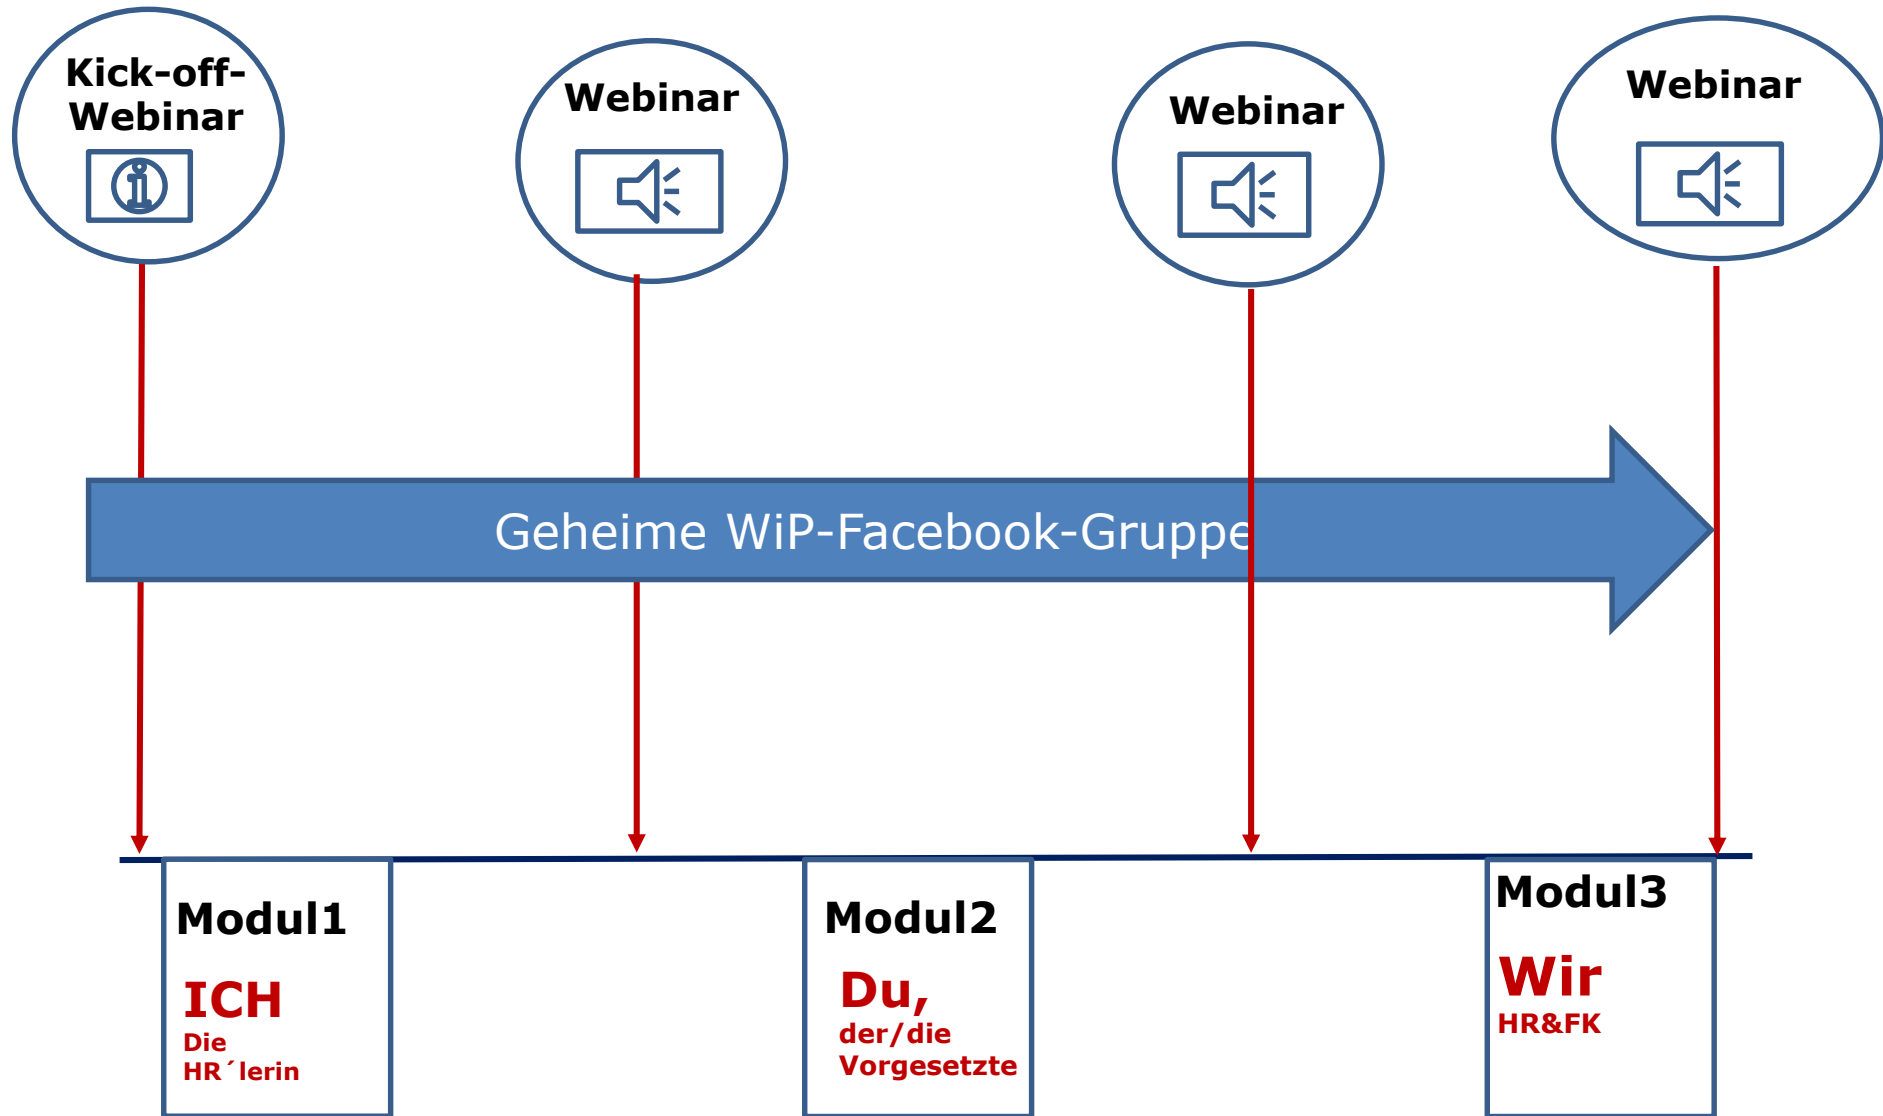 Kick-off-
Webinar
Webinar
Webinar
Webinar
Geheime WiP-Facebook-Gruppe
Modul1
ICH
Die
HR´lerin
Modul2
Du,
der/die
Vorgesetzte
Modul3
Wir
HR&FK